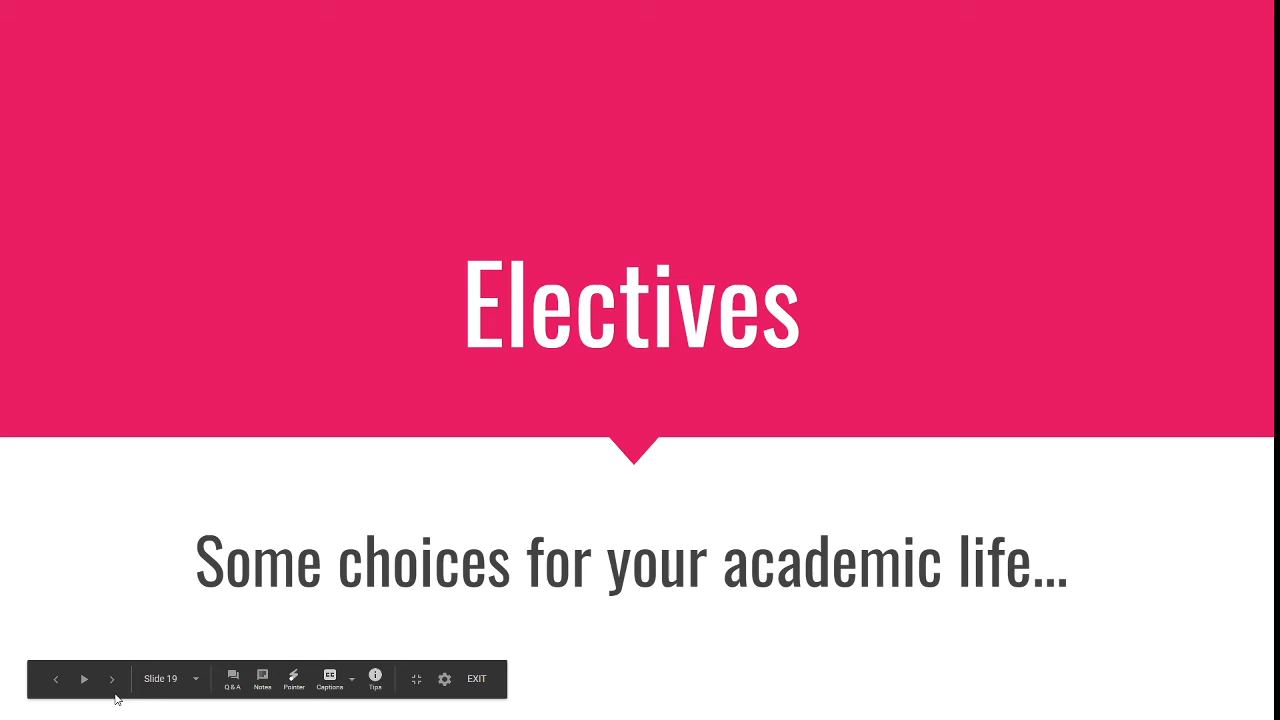 Electives
Some choices for your academic life...
Slide 19
Q & A Notes Pointer Captions Tips EXIT